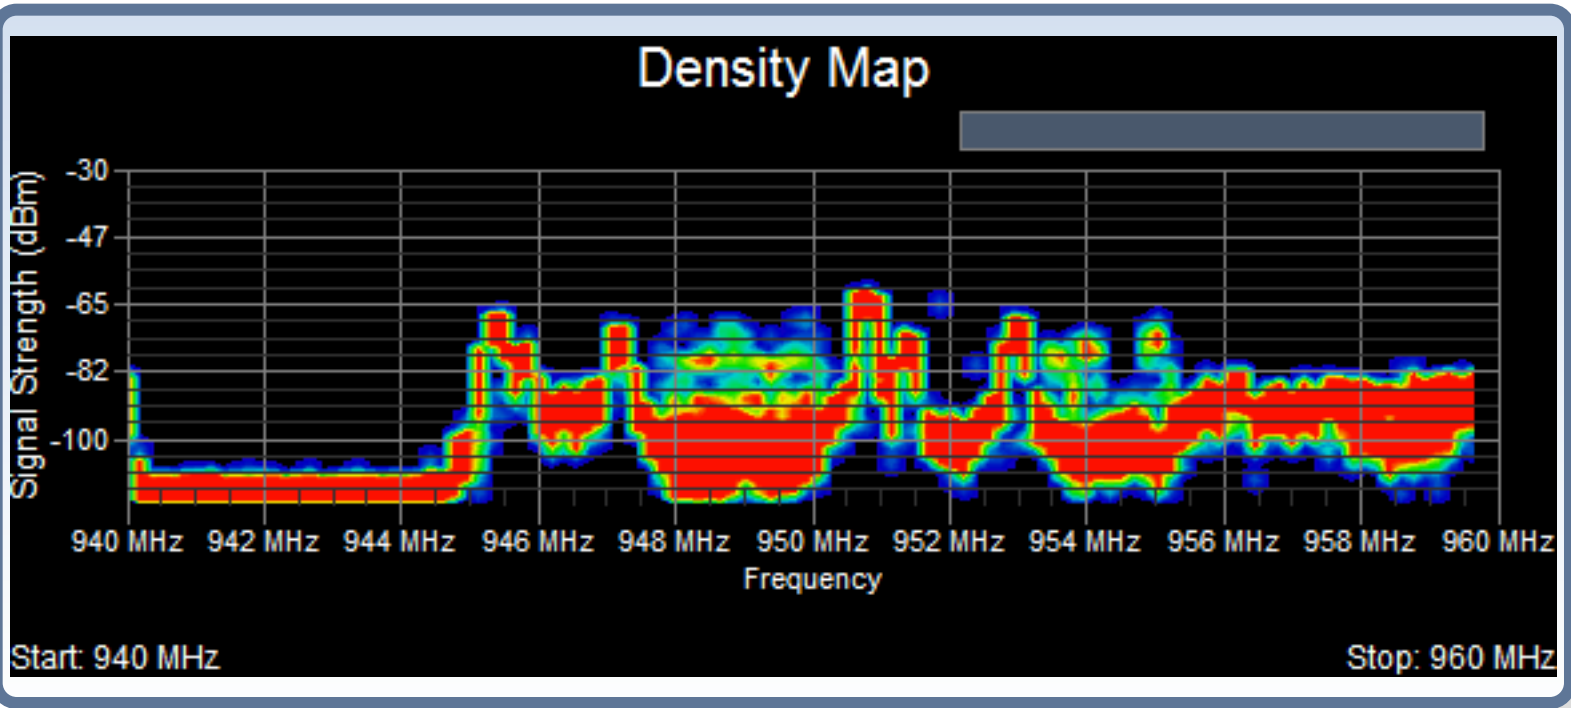 Density Map
Signal Strength (dBm)
-30
-47
-65
-82
-100
940 MHz 942 MHz 944 MHz 946 MHz 948 MHz 950 MHz 952 MHz 954 MHz 956 MHz 958 MHz 960 MHz
Frequency
Start: 940 MHz
Stop: 960 MHz